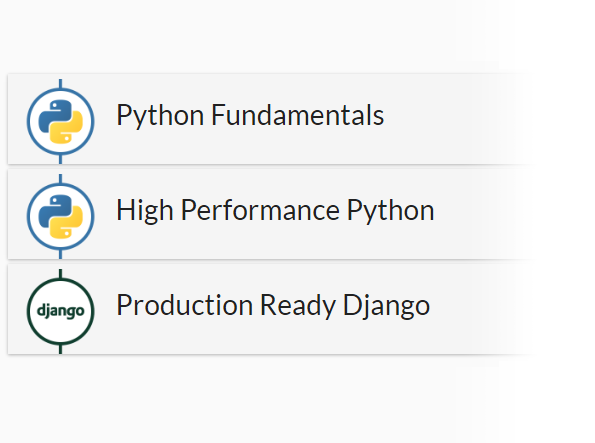 Python Fundamentals
High Performance Python
django
Production Ready Django